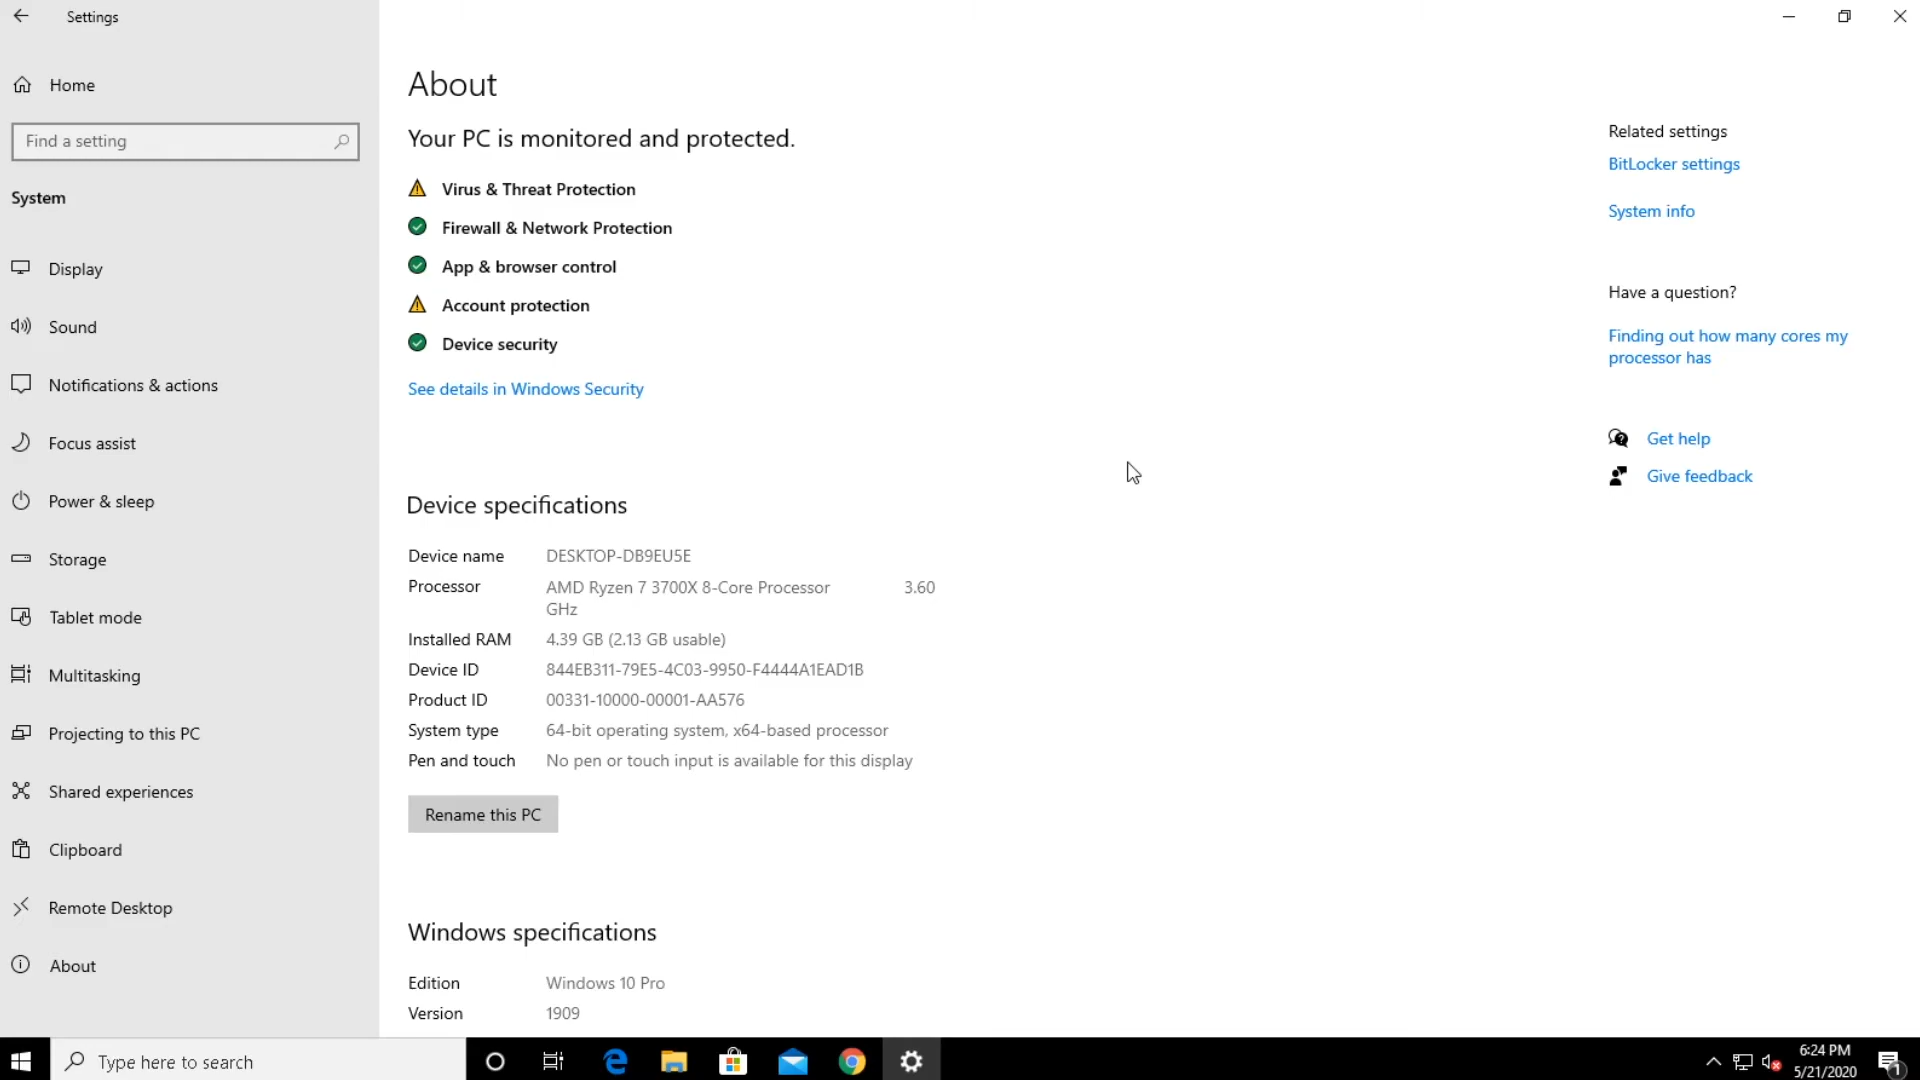 Settings
Home
Find a setting
System
Display
Sound
Notifications & actions
Focus assist
Power & sleep
Storage
Tablet mode
Multitasking
Projecting to this PC
Shared experiences
Clipboard
Remote Desktop
About
About
Your PC is monitored and protected.
Virus & Threat Protection
Firewall & Network Protection
App & browser control
Account protection
Device security
See details in Windows Security
Device specifications
Device name DESKTOP-DB9EU5E
Processor AMD Ryzen 7 3700X 8-Core Processor 3.60
GHz
Installed RAM 4.39 GB (2.13 GB usable)
Device ID 844EB311-79E5-4C03-9950-F4444A1EAD1B
Product ID 00331-10000-00001-AA576
System type 64-bit operating system, x64-based processor
Pen and touch No pen or touch input is available for this display
Rename this PC
Windows specifications
Edition Windows 10 Pro
Version 1909
Related settings
BitLocker settings
System info
Have a question?
Finding out how many cores my
processor has
Get help
Give feedback
Type here to search
6:24 PM
5/21/2020
1